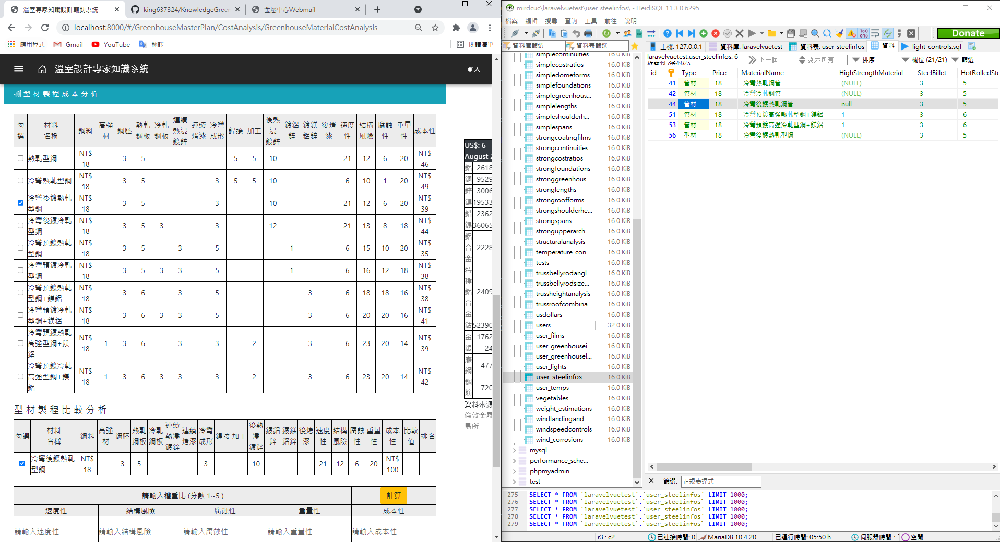 溫室專家知識設計輔助系統
king637324/KnowledgeGree
金屬中心Webmail
localhost:8000/#/GreenhouseMasterPlan/CostAnalysis/GreenhouseMaterialCostAnalysis
應用程式 Gmail YouTube 翻譯 閱讀清單
溫室設計專家知識系統 登入
型材製程成本分析
勾選 材料名稱 鋼料 高強材 鋼胚 熱軋鋼板 冷軋鋼板 連續熱浸鍍鋅 連續烤漆 冷彎成形 銲接 加工 後熱浸鍍鋅 鍍鋁鋅 鍍鎂鋁鋅 後烤漆 速度性 結構風險 腐蝕性 重量性 成本性
熱軋型鋼 NT$ 18 3 5 5 5 10 21 12 6 20 NT$ 46
冷彎熱軋型鋼 NT$ 18 3 5 3 5 5 10 6 10 1 20 NT$ 49
冷彎後鍍熱軋型鋼 NT$ 18 3 5 3 10 21 12 6 20 NT$ 39
冷彎後鍍冷軋型鋼 NT$ 18 3 5 3 3 12 21 13 8 18 NT$ 44
冷彎預鍍熱軋型鋼 NT$ 18 3 5 3 5 1 6 15 10 20 NT$ 35
冷彎預鍍冷軋型鋼 NT$ 18 3 5 3 3 5 1 6 16 12 18 NT$ 38
冷彎預鍍熱軋型鋼+鎂鋁 NT$ 18 3 6 3 5 3 6 18 18 16 NT$ 38
冷彎預鍍冷軋型鋼+鎂鋁 NT$ 18 3 6 3 3 5 3 6 20 20 16 NT$ 41
冷彎預鍍熱軋高強型鋼+鎂鋁 NT$ 18 1 3 6 3 3 2 3 6 23 20 14 NT$ 39
冷彎預鍍冷軋高強型鋼+鎂鋁 NT$ 18 1 3 6 3 3 3 2 3 6 23 20 14 NT$ 42
型材製程比較分析
勾選 材料名稱 鋼料 高強材 鋼胚 熱軋鋼板 冷軋鋼板 連續熱浸鍍鋅 連續烤漆 冷彎成形 銲接 加工 後熱浸鍍鋅 鍍鋁鋅 鍍鎂鋁鋅 後烤漆 速度性 結構風險 腐蝕性 重量性 成本性 比較值 排名
冷彎後鍍熱軋型鋼 NT$ 18 3 5 3 10 21 12 6 20 NT$ 100
請輸入權重比 (分數 1~5 ) 計算
速度性 結構風險 腐蝕性 重量性 成本性
請輸入速度性 請輸入結構風險 請輸入腐蝕性 請輸入重量性 請輸入成本性
US$: 6
August 2
鋁 2618
銅 9529
鋅 3006
鎳 19533
鉛 2362
錫 36065
鋁合金 2228
特種鋁合金 2409
鈷 52390
金 1762
銀 24
廢鋼 477
鋼筋 720
資料來源
倫敦金屬
易所
mirdcuc\laravelvuetest\user_steelinfos\ - HeidiSQL 11.3.0.6295
檔案 編輯 搜尋 查詢 工具 前往 說明
Donate
資料庫篩選 資料表篩選
主機: 127.0.0.1 資料庫: laravelvuetest 資料表: user_steelinfos 資料 light_controls.sql
laravelvuetest.user_steelinfos: 6
下一個 顯示所有 排序 欄位 (21/21) 篩選
simplecontinuities 16.0 KiB
simplecostratios 16.0 KiB
simpledomeforms 16.0 KiB
simplefoundations 16.0 KiB
simplegreenhous... 16.0 KiB
simplelengths 16.0 KiB
simpleshoulderh... 16.0 KiB
simplespans 16.0 KiB
strongcoatingfilms 16.0 KiB
strongcontinuities 16.0 KiB
strongcostratios 16.0 KiB
strongfoundations 16.0 KiB
stronggreenhous... 16.0 KiB
stronglengths 16.0 KiB
strongroofforms 16.0 KiB
strongshoulderhe... 16.0 KiB
strongspans 16.0 KiB
strongupperarch... 16.0 KiB
structuralanalysis 16.0 KiB
temperature_con... 16.0 KiB
tests 16.0 KiB
trussbellyrodangl... 16.0 KiB
trussbellyrodsize... 16.0 KiB
trussheightanalysis 16.0 KiB
trussroofcombina... 16.0 KiB
usdollars 16.0 KiB
users 32.0 KiB
user_films 16.0 KiB
user_greenhousei... 16.0 KiB
user_greenhousel... 16.0 KiB
user_lights 16.0 KiB
user_steelinfos 16.0 KiB
user_temps 16.0 KiB
vegetables 16.0 KiB
weight_estimations 16.0 KiB
windlandingand... 16.0 KiB
windspeedcontrols 16.0 KiB
wind_corrosions 16.0 KiB
mysql
performance_sche...
phpmyadmin
test
id Type Price MaterialName HighStrengthMaterial SteelBillet HotRolledSte
41 管材 18 冷彎熱軋鋼管 (NULL) 3 5
42 管材 18 冷彎冷軋鋼管 (NULL) 3 5
44 管材 18 冷彎後鍍熱軋鋼管 null 3 5
51 管材 18 冷彎預鍍高強熱軋型鋼+鎂鋁 1 3 6
53 管材 18 冷彎預鍍高強冷軋型鋼+鎂鋁 1 3 6
56 型材 18 冷彎後鍍熱軋型鋼 (NULL) 3 5
篩選: 正規表達式
275 SELECT * FROM `laravelvuetest`.`user_steelinfos` LIMIT 1000;
276 SELECT * FROM `laravelvuetest`.`user_steelinfos` LIMIT 1000;
277 SELECT * FROM `laravelvuetest`.`user_steelinfos` LIMIT 1000;
278 SELECT * FROM `laravelvuetest`.`user_steelinfos` LIMIT 1000;
279 SELECT * FROM `laravelvuetest`.`user_steelinfos` LIMIT 1000;
r3 : c2 已連接時間: 0 MariaDB 10.4.20 已運行時間: 05:50 h 伺服器時間 : 空閒